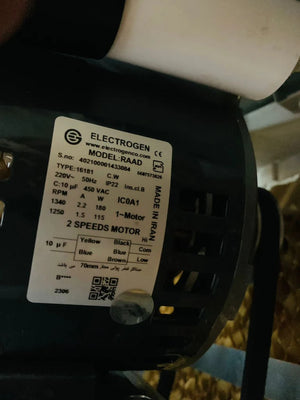 ELECTROGEN
www.electrogenco.com
MODEL:RAAD
S.no: 402100001433064
TYPE:16181 C.W
220V~ 50Hz IP22 Ins.cl.B
C:10 µF 450 VAC
RPM A W IC0A1
1340 2.2 180
1250 1.5 115 1~Motor
2 SPEEDS MOTOR
MADE IN IRAN
10 µF
Yellow Black Hi
Blue Blue Com
Blue Brown Low
70mm
B****
2306